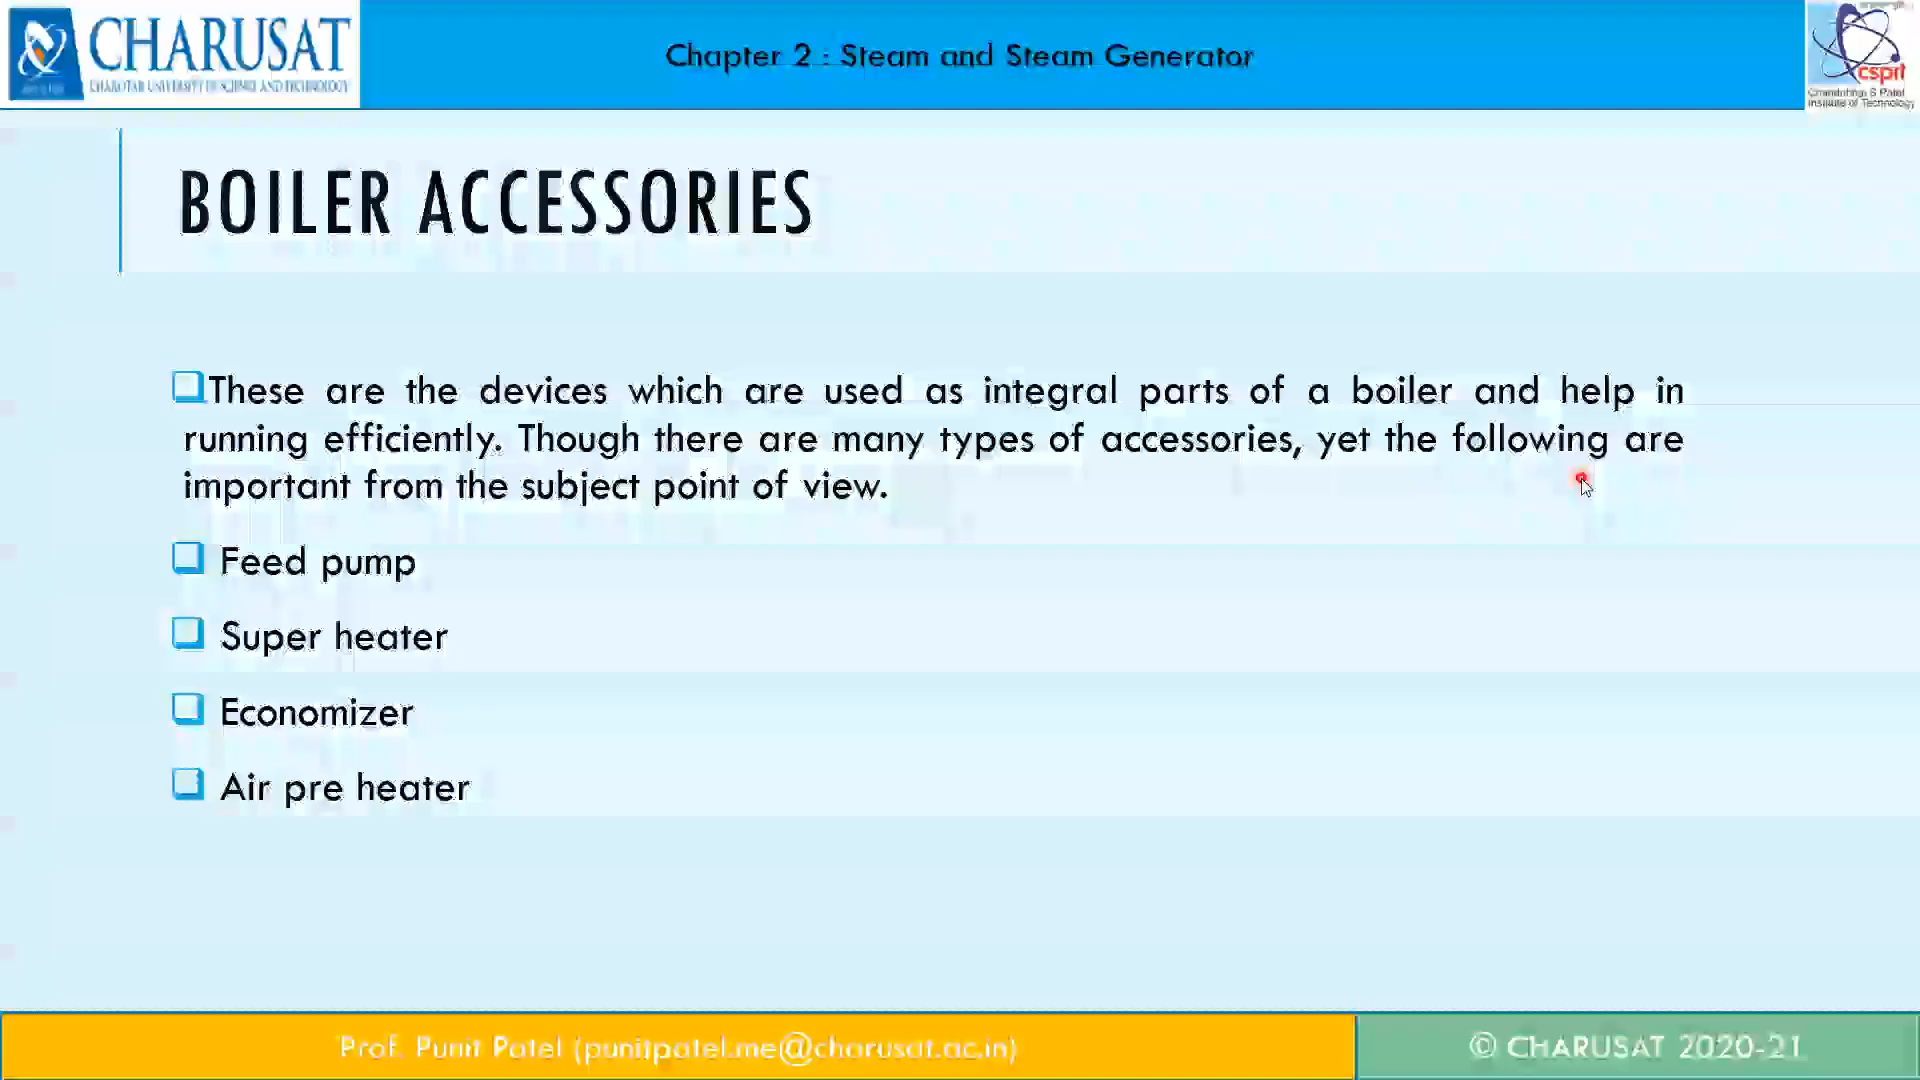 CHARUSAT
CHAROTAR UNIVERSITY OF SCIENCE AND TECHNOLOGY
Chapter 2 : Steam and Steam Generator
cspit
Chandubhai S Patel
Institute of Technology
BOILER ACCESSORIES
These are the devices which are used as integral parts of a boiler and help in
running efficiently. Though there are many types of accessories, yet the following are
important from the subject point of view.
Feed pump
Super heater
Economizer
Air pre heater
Prof. Punit Patel (punitpatel.me@charusat.ac.in)
© CHARUSAT 2020-21